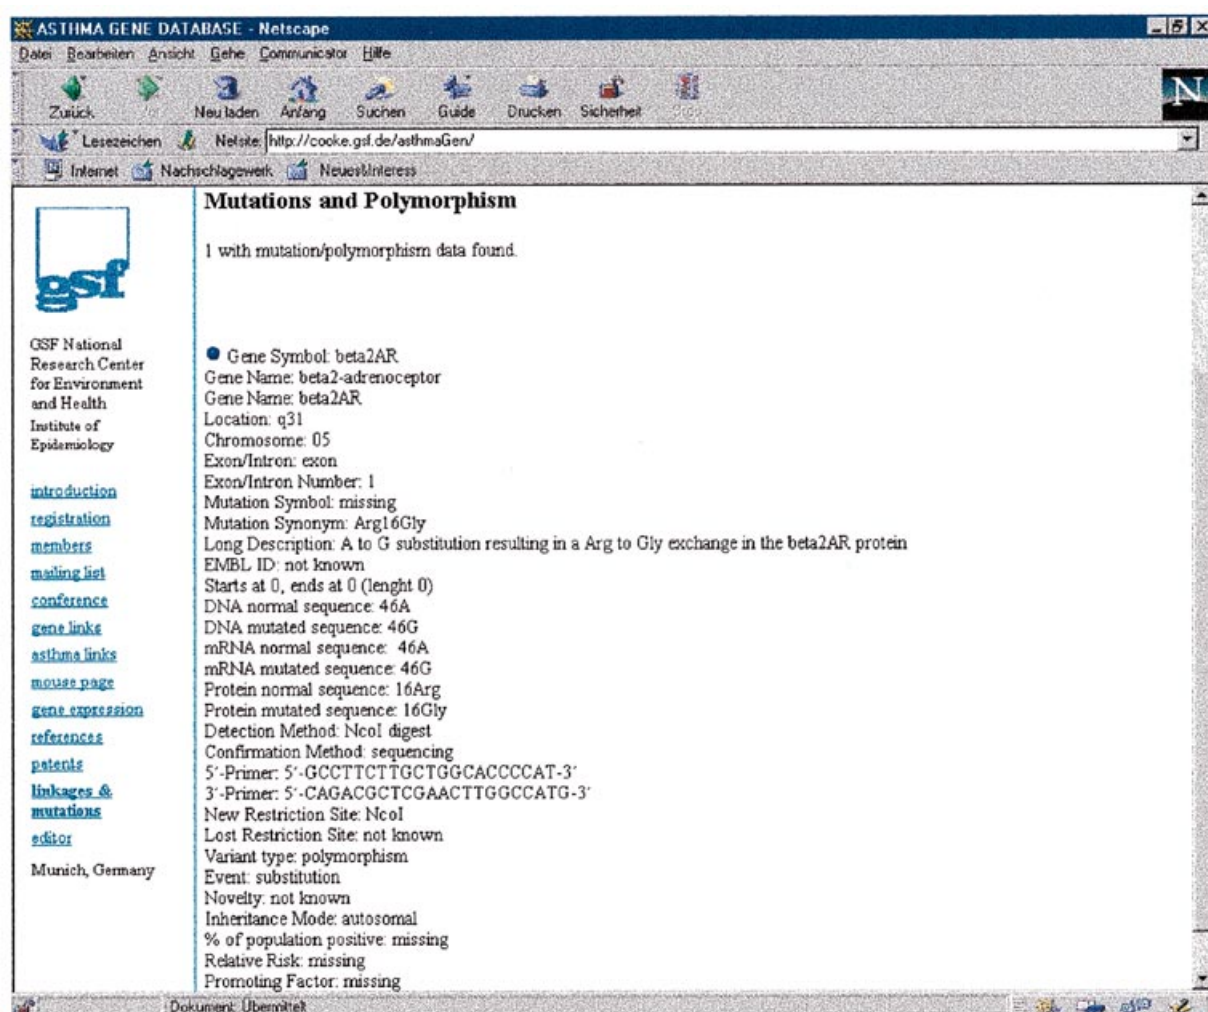 ASTHMA GENE DATABASE - Netscape
Datei Bearbeiten Ansicht Gehe Communicator Hilfe
Zurück Neu laden Anfang Suchen Guide Drucken Sicherheit
Lesezeichen Netsite: http://cooke.gsf.de/asthmaGen/
Internet Nachschlagewerk Neues&Interess
gsf
GSF National
Research Center
for Environment
and Health
Institute of
Epidemiology
introduction
registration
members
mailing list
conference
gene links
asthma links
mouse page
gene expression
references
patents
linkages &
mutations
editor
Munich, Germany
Mutations and Polymorphism
1 with mutation/polymorphism data found.
Gene Symbol: beta2AR
Gene Name: beta2-adrenoceptor
Gene Name: beta2AR
Location: q31
Chromosome: 05
Exon/Intron: exon
Exon/Intron Number: 1
Mutation Symbol: missing
Mutation Synonym: Arg16Gly
Long Description: A to G substitution resulting in a Arg to Gly exchange in the beta2AR protein
EMBL ID: not known
Starts at 0, ends at 0 (lenght 0)
DNA normal sequence: 46A
DNA mutated sequence: 46G
mRNA normal sequence: 46A
mRNA mutated sequence: 46G
Protein normal sequence: 16Arg
Protein mutated sequence: 16Gly
Detection Method: NcoI digest
Confirmation Method: sequencing
5´-Primer: 5´-GCCTTCTTGCTGGCACCCCAT-3´
3´-Primer: 5´-CAGACGCTCGAACTTGGCCATG-3´
New Restriction Site: NcoI
Lost Restriction Site: not known
Variant type: polymorphism
Event: substitution
Novelty: not known
Inheritance Mode: autosomal
% of population positive: missing
Relative Risk: missing
Promoting Factor: missing
Dokument: Übermittelt